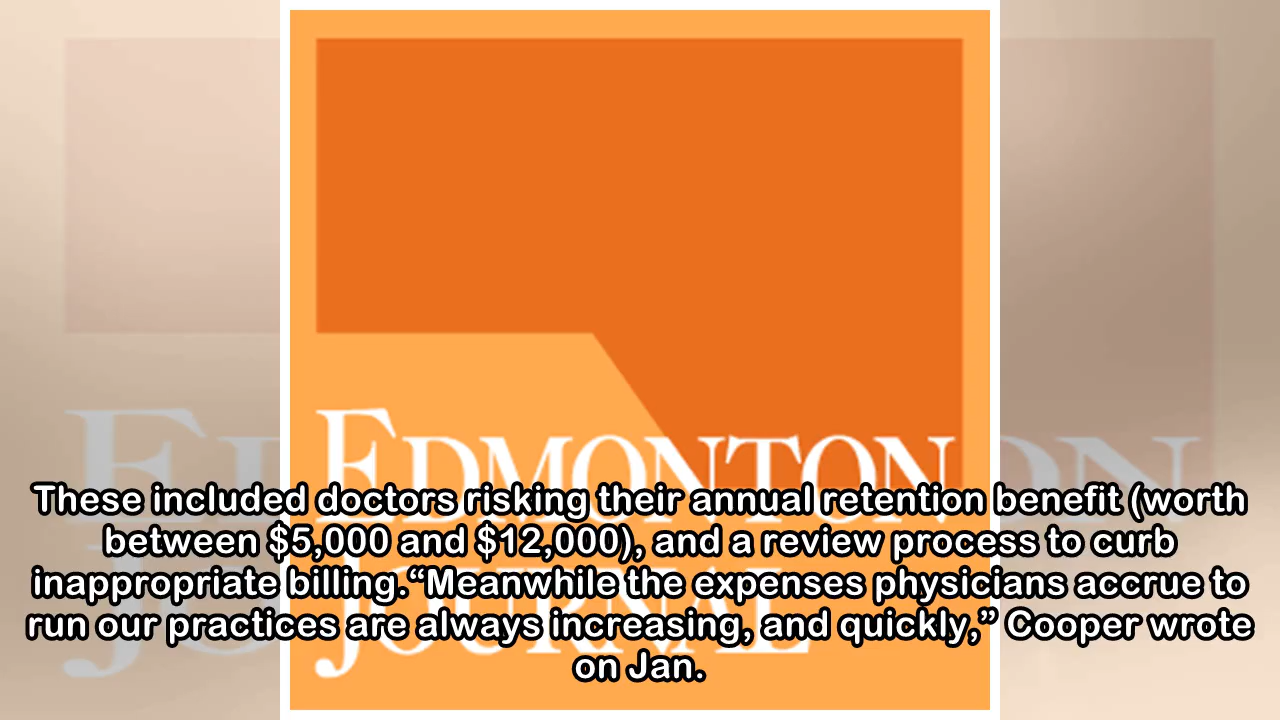 EDMONTON
JOURNAL
These included doctors risking their annual retention benefit (worth
between $5,000 and $12,000), and a review process to curb
inappropriate billing.“Meanwhile the expenses physicians accrue to
run our practices are always increasing, and quickly,” Cooper wrote
on Jan.